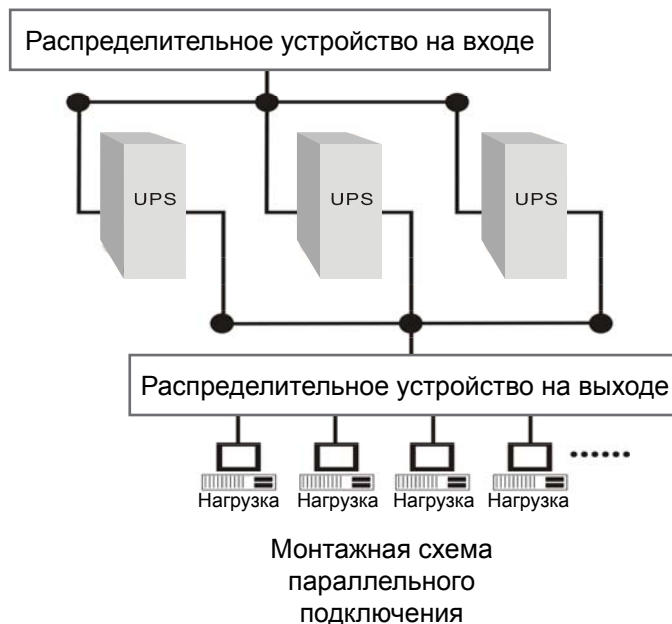 Распределительное устройство на входе
UPS UPS UPS
Распределительное устройство на выходе
Нагрузка Нагрузка Нагрузка Нагрузка
Монтажная схема
параллельного
подключения